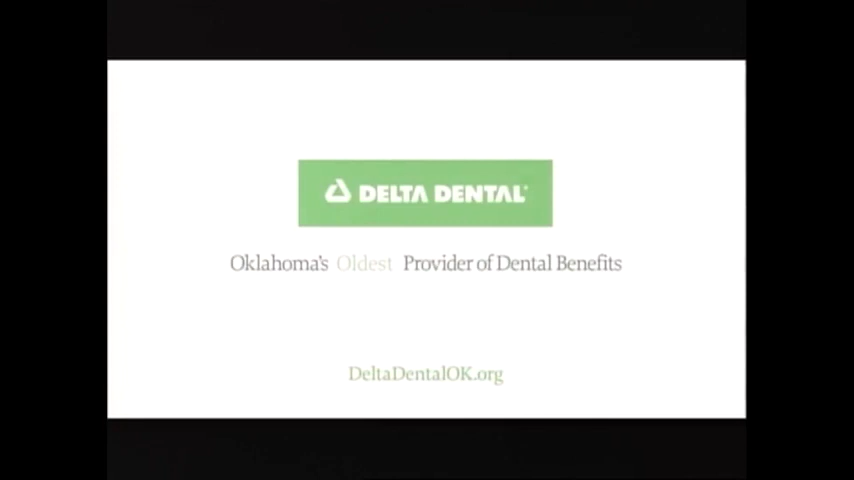 DELTA DENTAL
Oklahoma's Oldest Provider of Dental Benefits
DeltaDentalOK.org